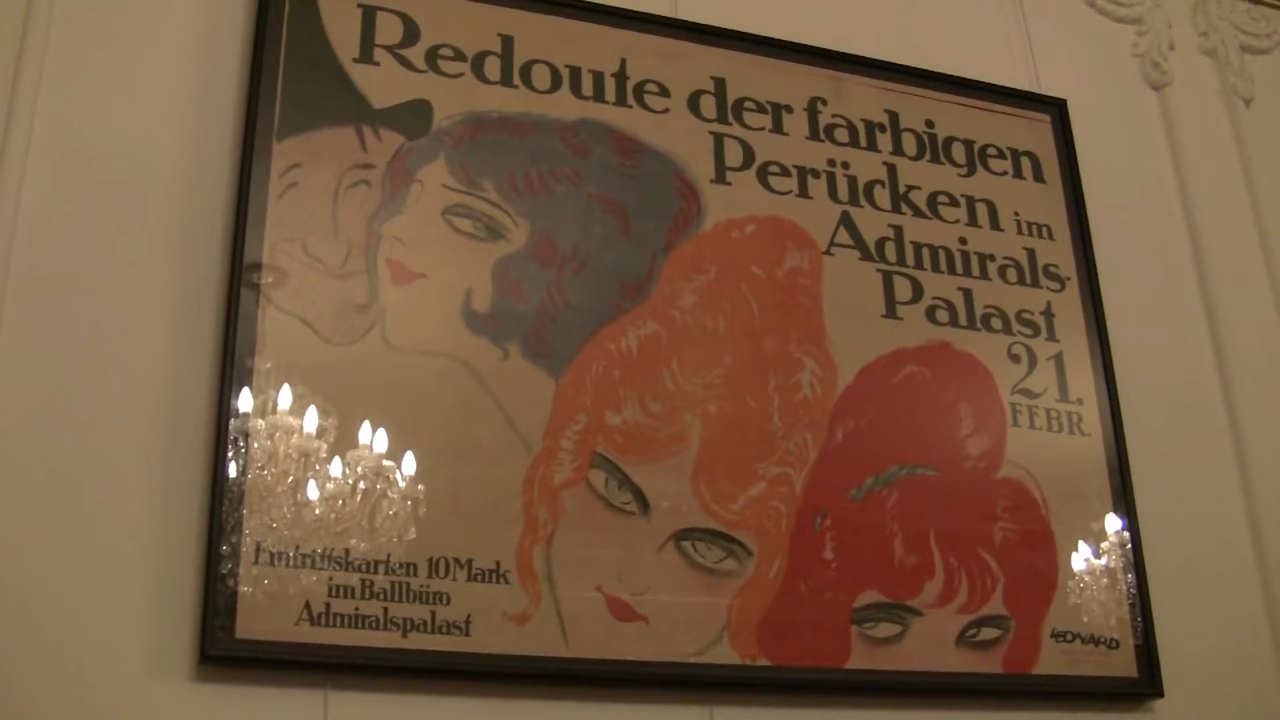 Redoute der farbigen
Perücken im
Admirals-
Palast
21.
FEBR.
Eintrittskarten 10 Mark
im Ballbüro
Admiralspalast
LEONARD